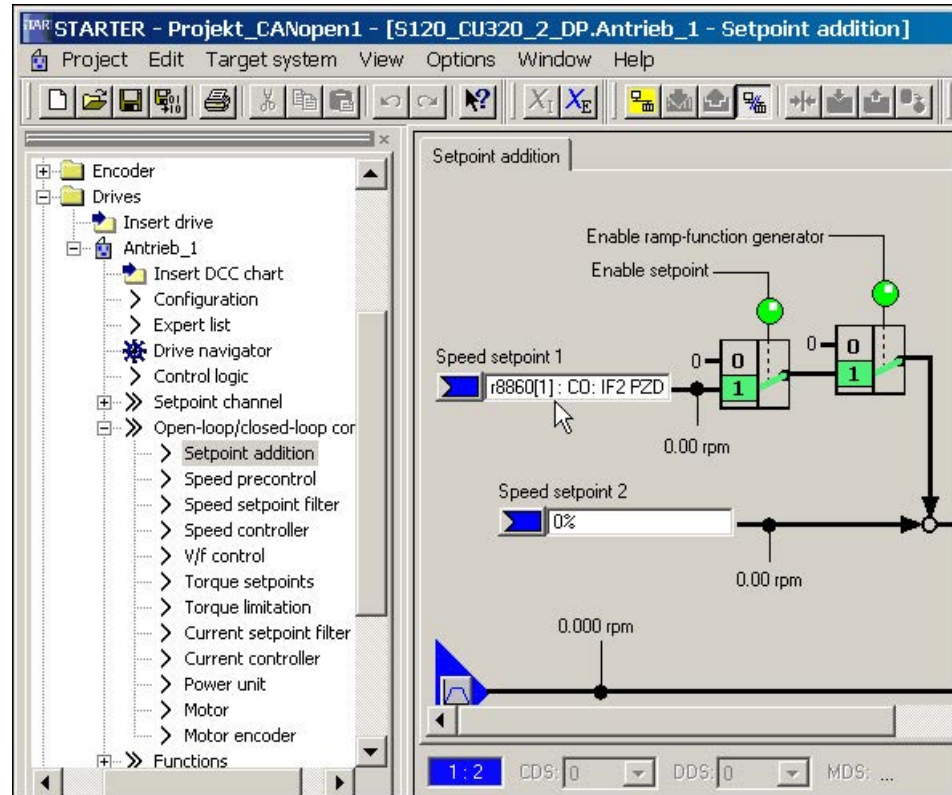 STARTER - Projekt_CANopen1 - [S120_CU320_2_DP.Antrieb_1 - Setpoint addition]
Project Edit Target system View Options Window Help
Encoder
Drives
Insert drive
Antrieb_1
Insert DCC chart
Configuration
Expert list
Drive navigator
Control logic
Setpoint channel
Open-loop/closed-loop cor
Setpoint addition
Speed precontrol
Speed setpoint filter
Speed controller
V/f control
Torque setpoints
Torque limitation
Current setpoint filter
Current controller
Power unit
Motor
Motor encoder
Functions
Setpoint addition
Enable ramp-function generator
Enable setpoint
Speed setpoint 1
r8860[1] : CO: IF2 PZD
0
0
1
0
0
1
0.00 rpm
Speed setpoint 2
0%
0.00 rpm
0.000 rpm
1 : 2 CDS: 0 DDS: 0 MDS: ...